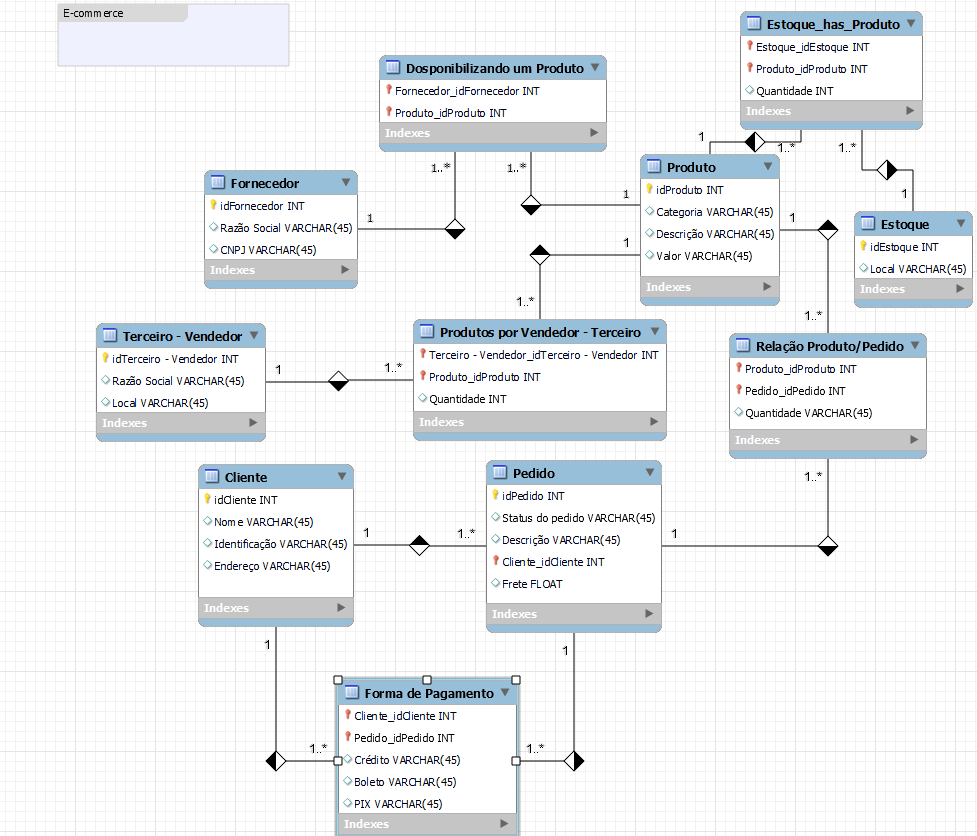 E-commerce
Estoque_has_Produto
Estoque_idEstoque INT
Produto_idProduto INT
Quantidade INT
Indexes
Dosponibilizando um Produto
Fornecedor_idFornecedor INT
Produto_idProduto INT
Indexes
1
1..*
1..*
1..*
1..*
Produto
idProduto INT
Categoria VARCHAR(45)
Descrição VARCHAR(45)
Valor VARCHAR(45)
Indexes
Fornecedor
idFornecedor INT
Razão Social VARCHAR(45)
CNPJ VARCHAR(45)
Indexes
1
1
1
1
1
Estoque
idEstoque INT
Local VARCHAR(45)
Indexes
1..*
1..*
Terceiro - Vendedor
idTerceiro - Vendedor INT
Razão Social VARCHAR(45)
Local VARCHAR(45)
Indexes
1
1..*
Produtos por Vendedor - Terceiro
Terceiro - Vendedor_idTerceiro - Vendedor INT
Produto_idProduto INT
Quantidade INT
Indexes
Relação Produto/Pedido
Produto_idProduto INT
Pedido_idPedido INT
Quantidade VARCHAR(45)
Indexes
1..*
Cliente
idCliente INT
Nome VARCHAR(45)
Identificação VARCHAR(45)
Endereço VARCHAR(45)
Indexes
1
1..*
Pedido
idPedido INT
Status do pedido VARCHAR(45)
Descrição VARCHAR(45)
Cliente_idCliente INT
Frete FLOAT
Indexes
1
1
1
Forma de Pagamento
Cliente_idCliente INT
Pedido_idPedido INT
Crédito VARCHAR(45)
Boleto VARCHAR(45)
PIX VARCHAR(45)
Indexes
1..*
1..*